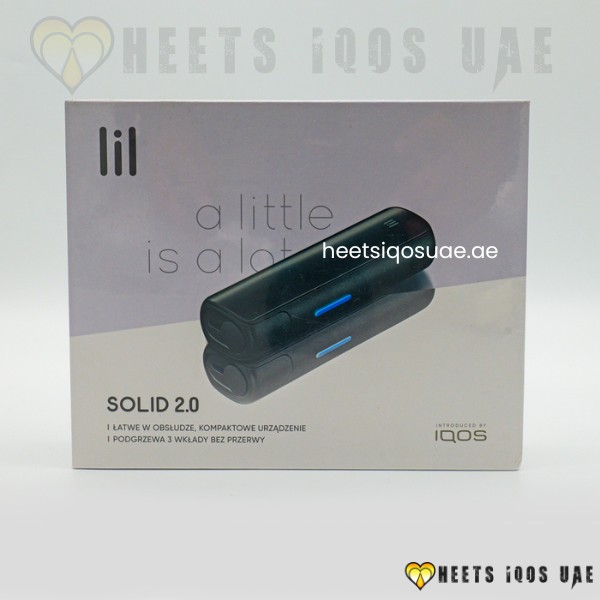 HEETS iQOS UAE
lil
a little
is a lot
heetsiqosuae.ae
lil
SOLID 2.0
| ŁATWE W OBSŁUDZE, KOMPAKTOWE URZĄDZENIE
| PODGRZEWA 3 WKŁADY BEZ PRZERWY
INTRODUCED BY
IQOS
HEETS iQOS UAE